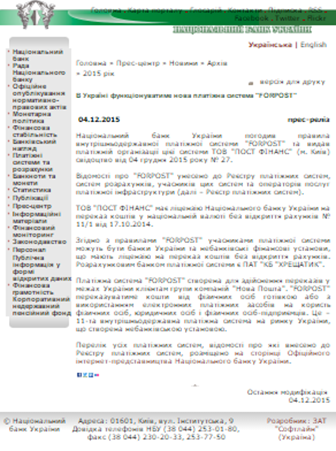 Головна · Карта порталу · Глосарій · Контакти · Підписка · RSS ·
Facebook · Twitter · Flickr
НАЦІОНАЛЬНИЙ БАНК УКРАЇНИ
Українська | English
Національний
банк
Рада
Національного
банку
Офіційне
опублікування
нормативно-
правових актів
Монетарна
політика
Фінансова
стабільність
Банківський
нагляд
Платіжні
системи та
розрахунки
Банкноти та
монети
Статистика
Публікації
Прес-центр
Інформаційні
матеріали
Фінансовий
моніторинг
Законодавство
Персонал
Публічна
інформація у
формі
відкритих даних
Фінансова
грамотність
Корпоративний
недержавний
пенсійний фонд
Головна » Прес-центр » Новини » Архів
» 2015 рік
версія для друку
В Україні функціонуватиме нова платіжна система "FORPOST"
04.12.2015 прес-реліз
Національний банк України погодив правила
внутрішньодержавної платіжної системи "FORPOST" та видав
платіжній організації цієї системи ТОВ "ПОСТ ФІНАНС" (м. Київ)
свідоцтво від 04 грудня 2015 року № 27.
Відомості про "FORPOST" унесено до Реєстру платіжних систем,
систем розрахунків, учасників цих систем та операторів послуг
платіжної інфраструктури (далі – Реєстр платіжних систем).
ТОВ "ПОСТ ФІНАНС" має ліцензію Національного банку України на
переказ коштів у національній валюті без відкриття рахунків №
11/1 від 17.10.2014.
Згідно з правилами "FORPOST" учасниками платіжної системи
можуть бути банки України та небанківські фінансові установи,
що мають ліцензію на переказ коштів без відкриття рахунків.
Розрахунковим банком платіжної системи є ПАТ "КБ "ХРЕЩАТИК".
Платіжна система "FORPOST" створена для здійснення переказів у
межах України клієнтам групи компаній "Нова Пошта". "FORPOST"
переказуватиме кошти від фізичних осіб готівкою або з
використанням електронних платіжних засобів на користь
фізичних осіб, юридичних осіб і фізичних осіб-підприємців. Це –
11-та внутрішньодержавна платіжна система на ринку України,
що створена небанківською установою.
Перелік усіх платіжних систем, відомості про які внесено до
Реєстру платіжних систем, розміщено на сторінці Офіційного
інтернет-представництва Національного банку України.
Остання модифікація
04.12.2015
© Національний
банк України
Адреса: 01601, Київ, вул. Інститутська, 9
Довідка телефонів НБУ (38 044) 253-01-80,
факс (38 044) 230-20-33, 253-77-50
Розробник: ЗАТ
"Софтлайн"
(Україна)